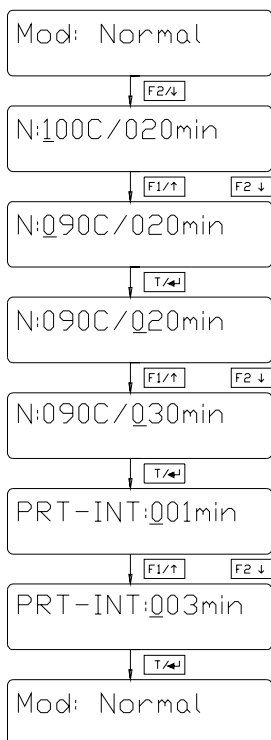 Mod: Normal
F2/↓
N:100C/020min
F1/↑ F2 ↓
N:090C/020min
T/↵
N:090C/020min
F1/↑ F2 ↓
N:090C/030min
T/↵
PRT-INT:001min
F1/↑ F2 ↓
PRT-INT:003min
T/↵
Mod: Normal